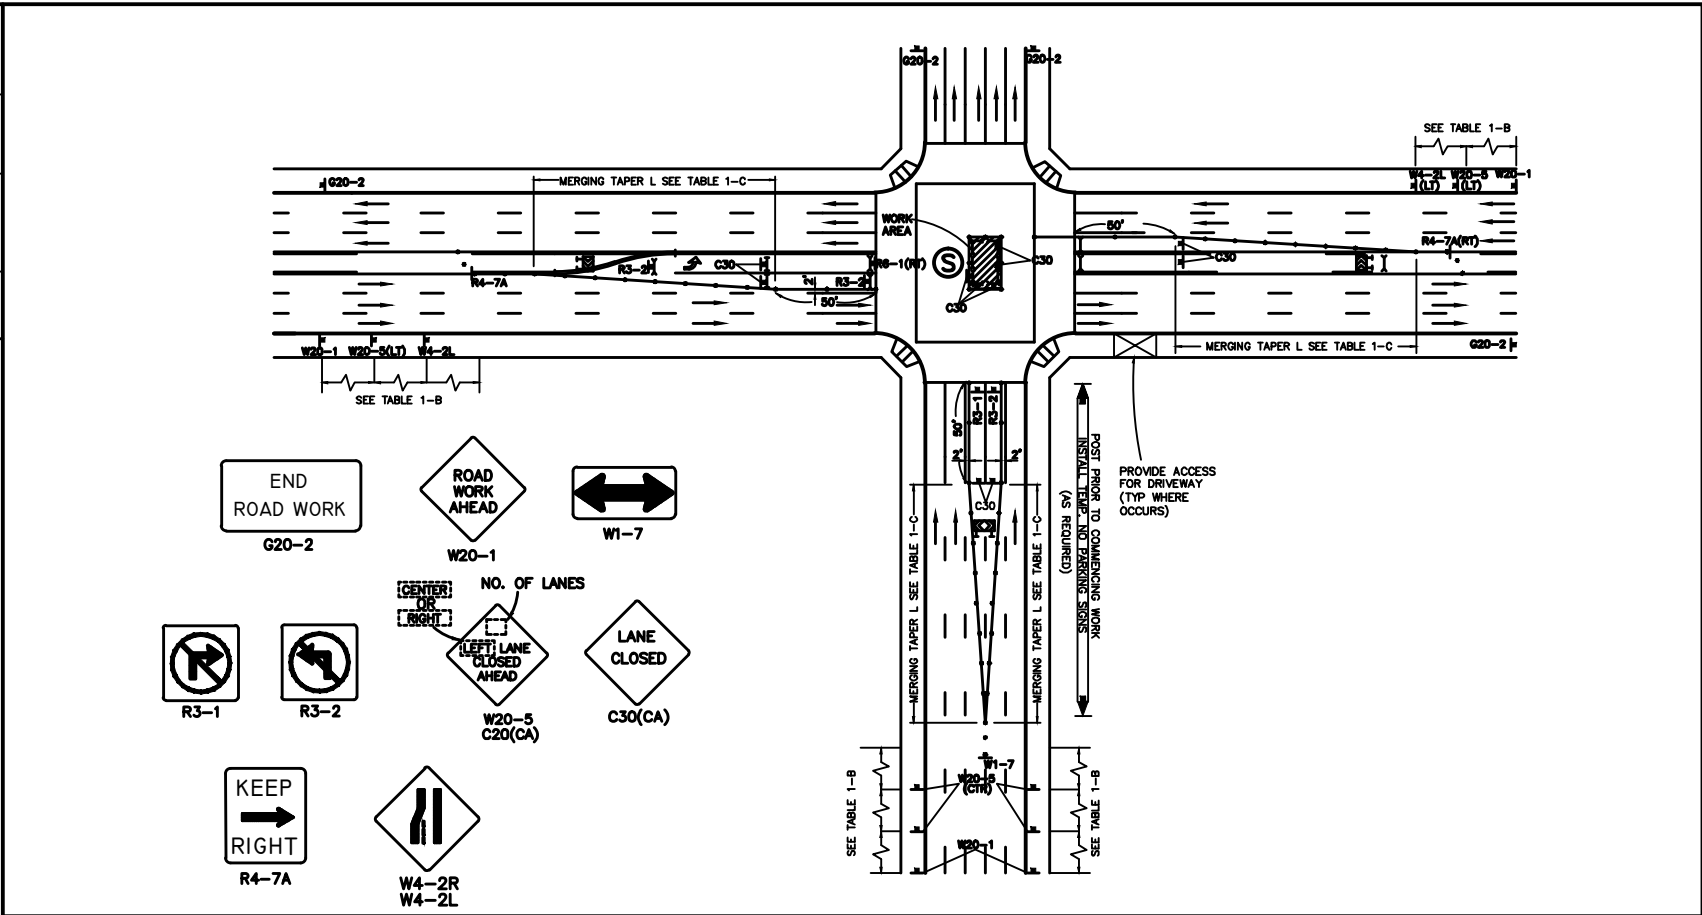 G20-2
G20-2
SEE TABLE 1-B
G20-2
MERGING TAPER L SEE TABLE 1-C
W4-2L
(LT)
W20-5
(LT)
W20-1
WORK
AREA
50'
R4-7A(RT)
R3-2
C30
R6-1(RT)
S
C30
C30
R4-7A
2'
R3-2
50'
C30
W20-1
W20-5(LT)
W4-2L
MERGING TAPER L SEE TABLE 1-C
G20-2
SEE TABLE 1-B
50'
R3-1
R3-2
2'
2'
C30
MERGING TAPER L SEE TABLE 1-C
MERGING TAPER L SEE TABLE 1-C
POST PRIOR TO COMMENCING WORK
INSTALL TEMP. NO PARKING SIGNS
(AS REQUIRED)
PROVIDE ACCESS
FOR DRIVEWAY
(TYP WHERE
OCCURS)
W1-7
W20-5
(CTR)
W20-1
SEE TABLE 1-B
SEE TABLE 1-B
END
ROAD WORK
G20-2
ROAD
WORK
AHEAD
W20-1
W1-7
R3-1
R3-2
CENTER
OR
RIGHT
NO. OF LANES
LEFT LANE
CLOSED
AHEAD
W20-5
C20(CA)
LANE
CLOSED
C30(CA)
KEEP
RIGHT
R4-7A
W4-2R
W4-2L